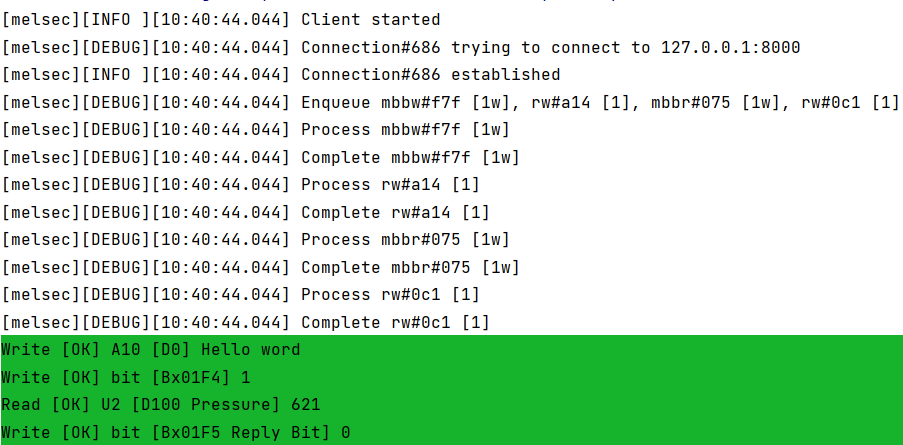 [melsec][INFO ][10:40:44.044] Client started
[melsec][DEBUG][10:40:44.044] Connection#686 trying to connect to 127.0.0.1:8000
[melsec][INFO ][10:40:44.044] Connection#686 established
[melsec][DEBUG][10:40:44.044] Enqueue mbbw#f7f [1w], rw#a14 [1], mbbr#075 [1w], rw#0c1 [1]
[melsec][DEBUG][10:40:44.044] Process mbbw#f7f [1w]
[melsec][DEBUG][10:40:44.044] Complete mbbw#f7f [1w]
[melsec][DEBUG][10:40:44.044] Process rw#a14 [1]
[melsec][DEBUG][10:40:44.044] Complete rw#a14 [1]
[melsec][DEBUG][10:40:44.044] Process mbbr#075 [1w]
[melsec][DEBUG][10:40:44.044] Complete mbbr#075 [1w]
[melsec][DEBUG][10:40:44.044] Process rw#0c1 [1]
[melsec][DEBUG][10:40:44.044] Complete rw#0c1 [1]
Write [OK] A10 [D0] Hello word
Write [OK] bit [Bx01F4] 1
Read [OK] U2 [D100 Pressure] 621
Write [OK] bit [Bx01F5 Reply Bit] 0